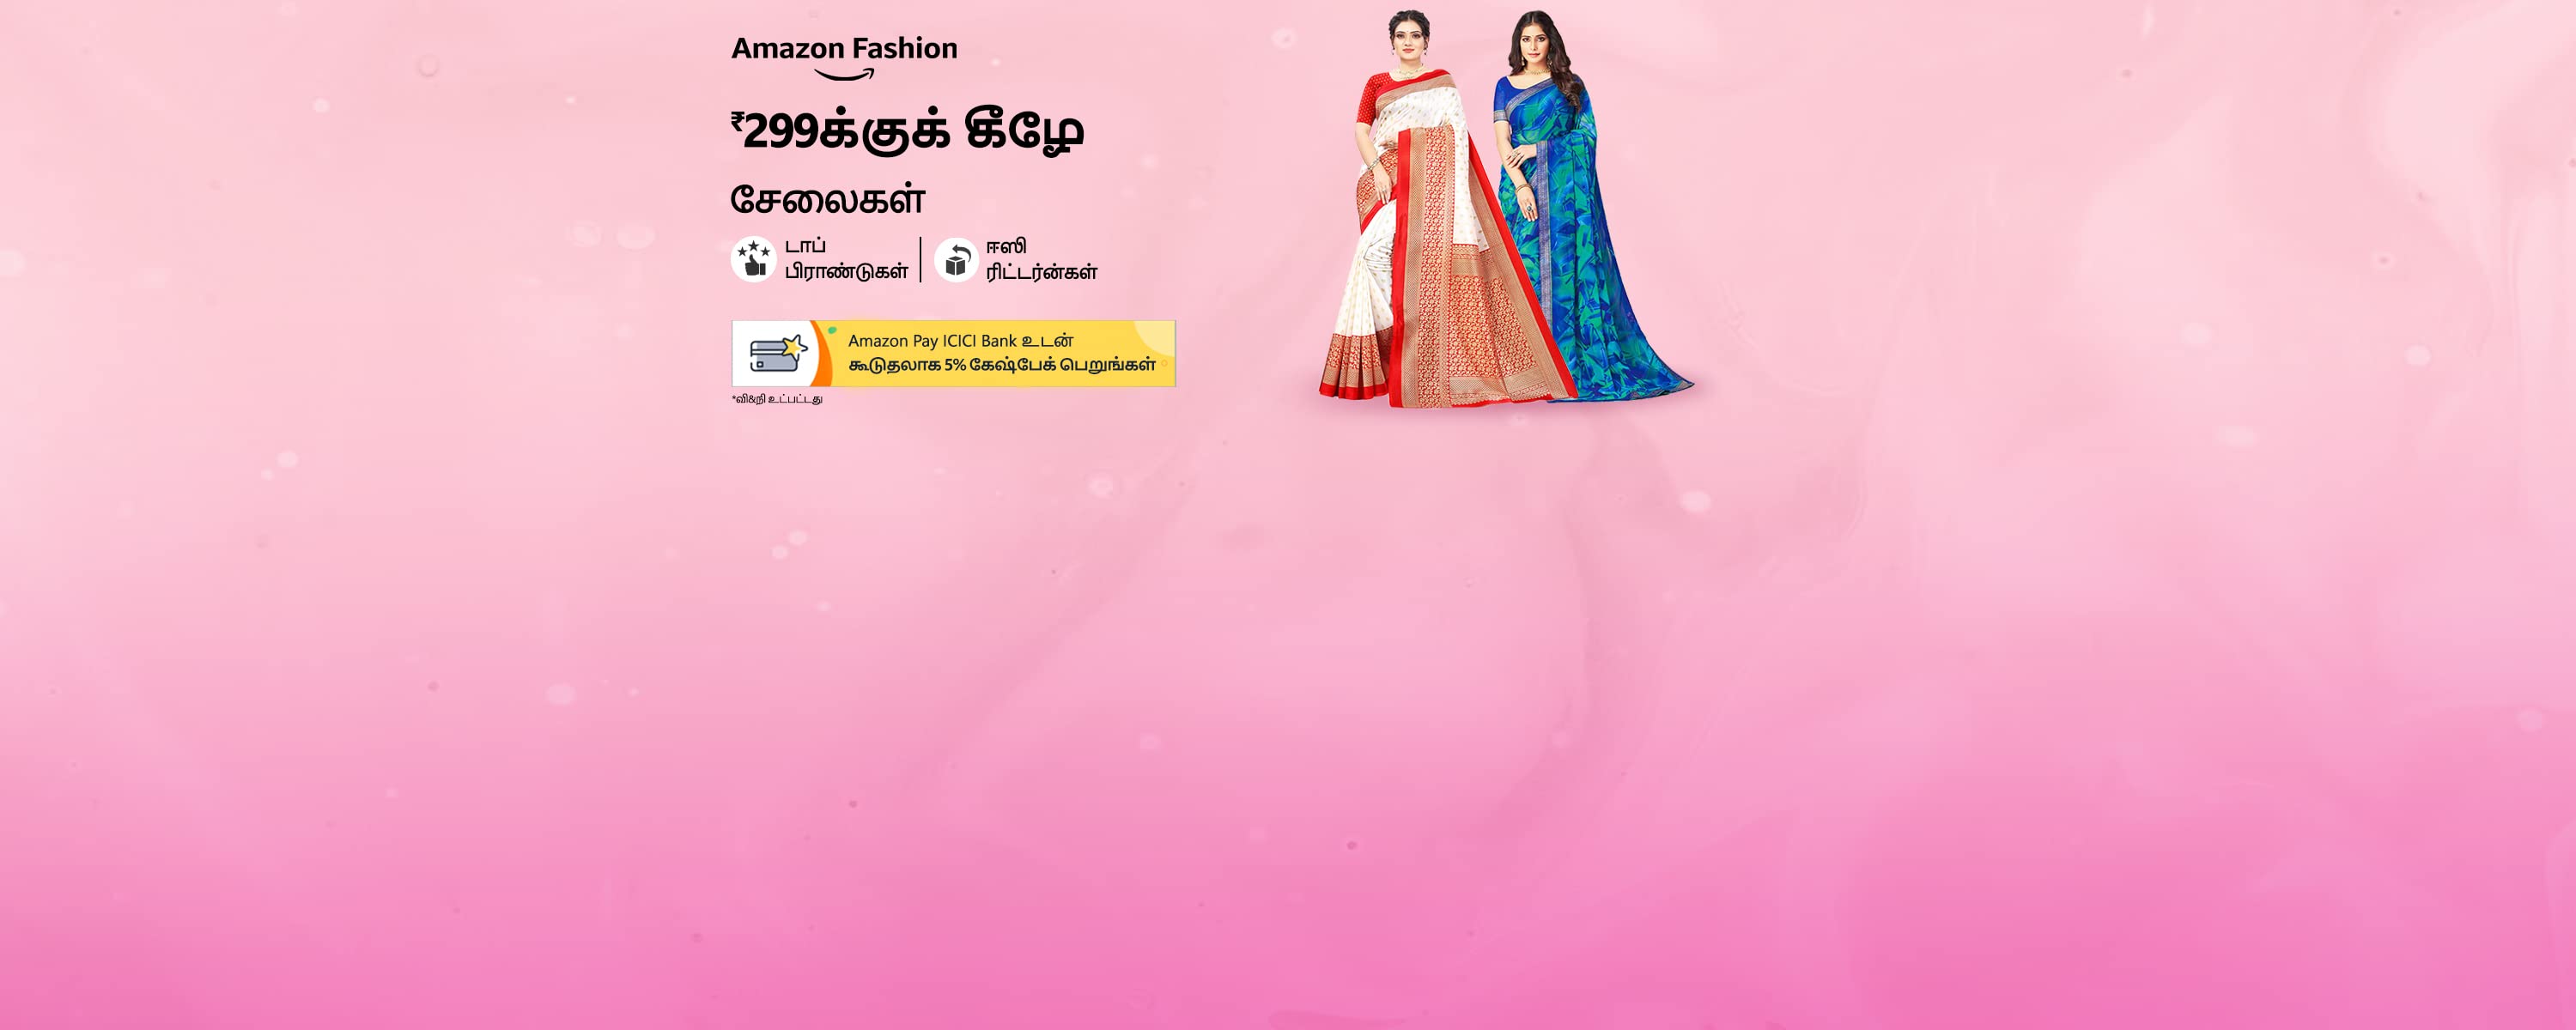 Amazon Fashion
₹299க்குக் கீழே
சேலைகள்
டாப்
பிராண்டுகள்
ஈஸி
ரிட்டர்ன்கள்
Amazon Pay ICICI Bank உடன்
கூடுதலாக 5% கேஷ்பேக் பெறுங்கள்
*வி&நி உட்பட்டது